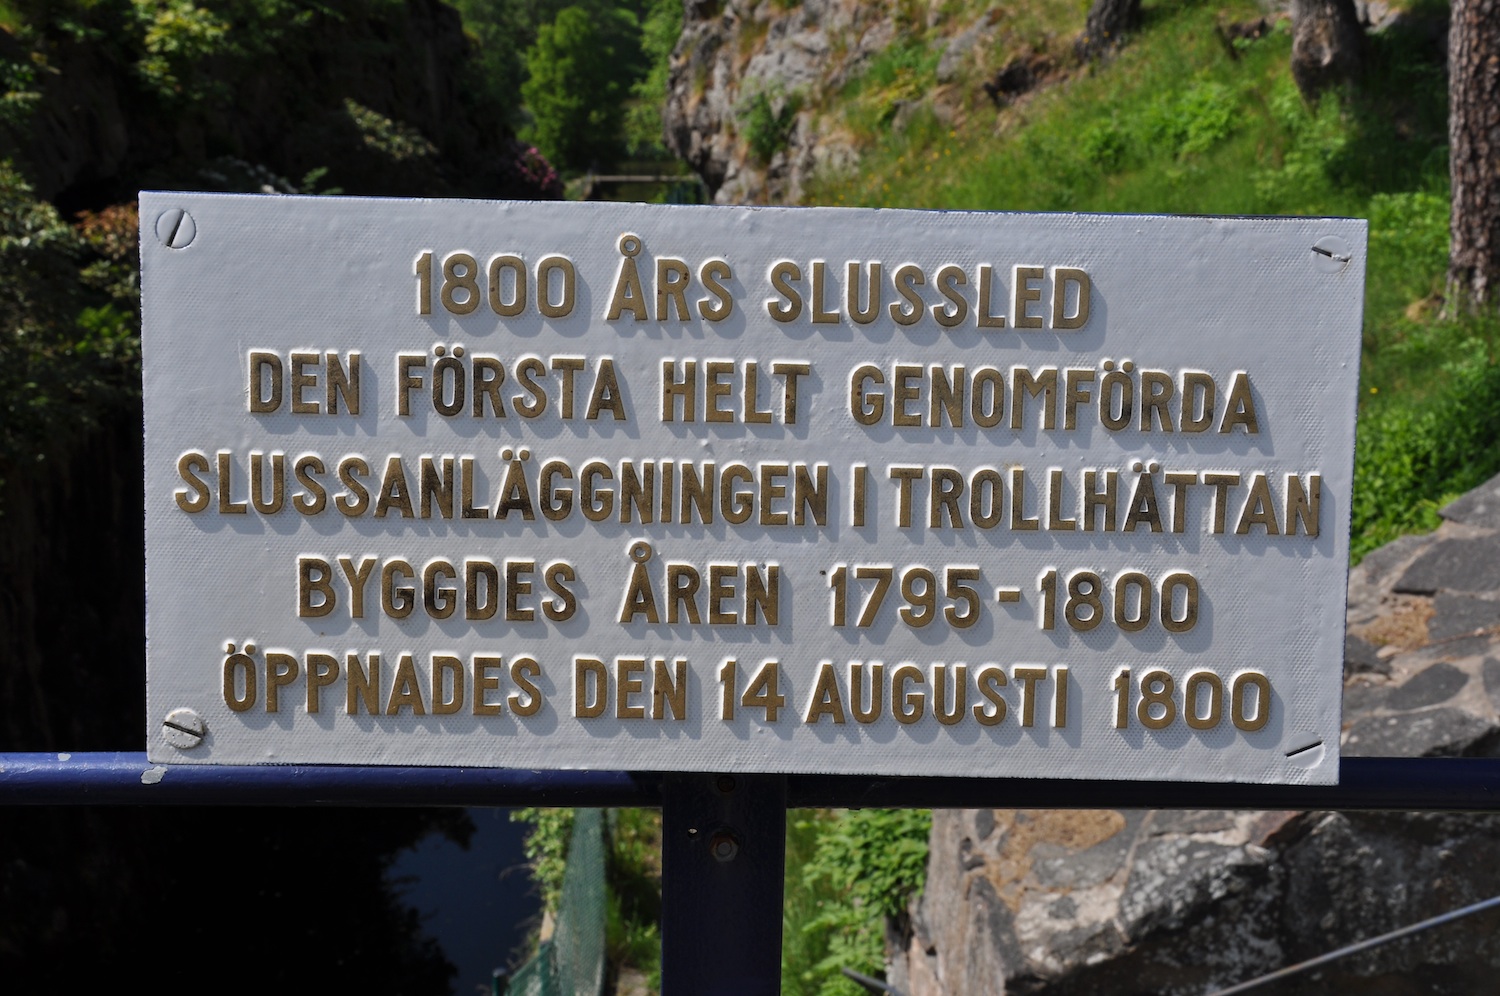 1800 ÅRS SLUSSLED
DEN FÖRSTA HELT GENOMFÖRDA
SLUSSANLÄGGNINGEN I TROLLHÄTTAN
BYGGDES ÅREN 1795-1800
ÖPPNADES DEN 14 AUGUSTI 1800